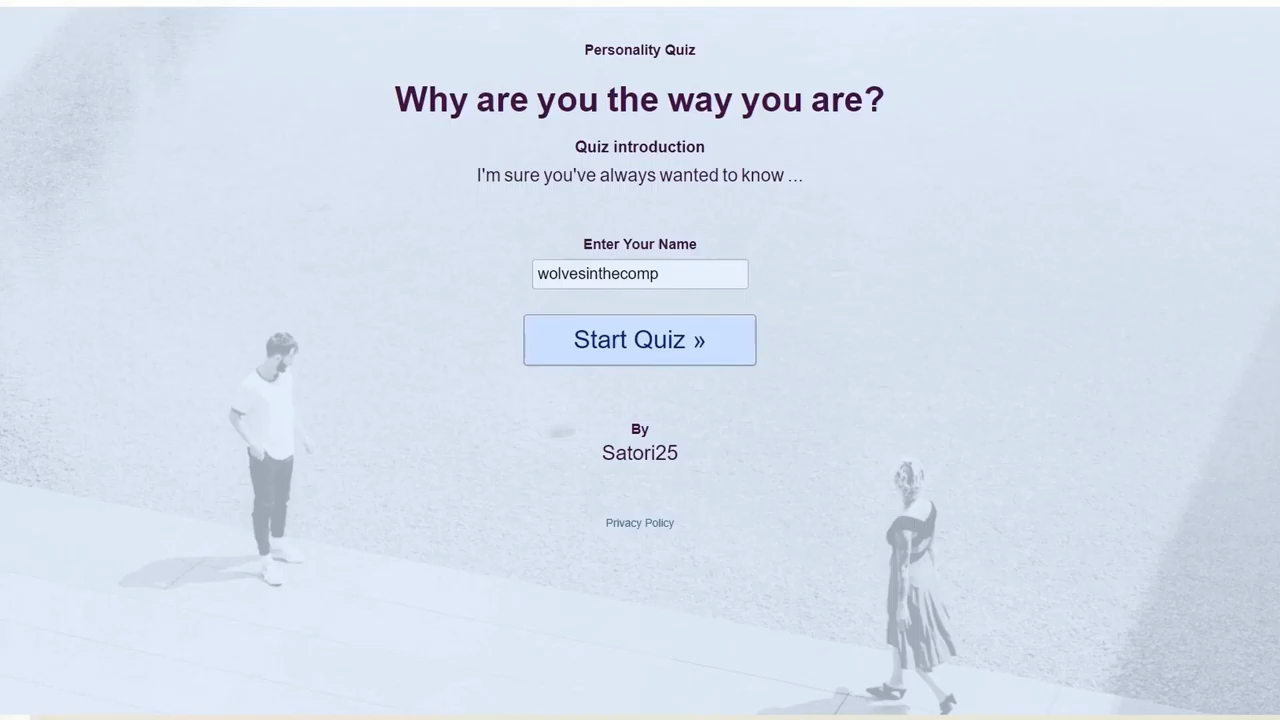 Personality Quiz
Why are you the way you are?
Quiz introduction
I'm sure you've always wanted to know ...
Enter Your Name
wolvesinthecomp
Start Quiz »
By
Satori25
Privacy Policy